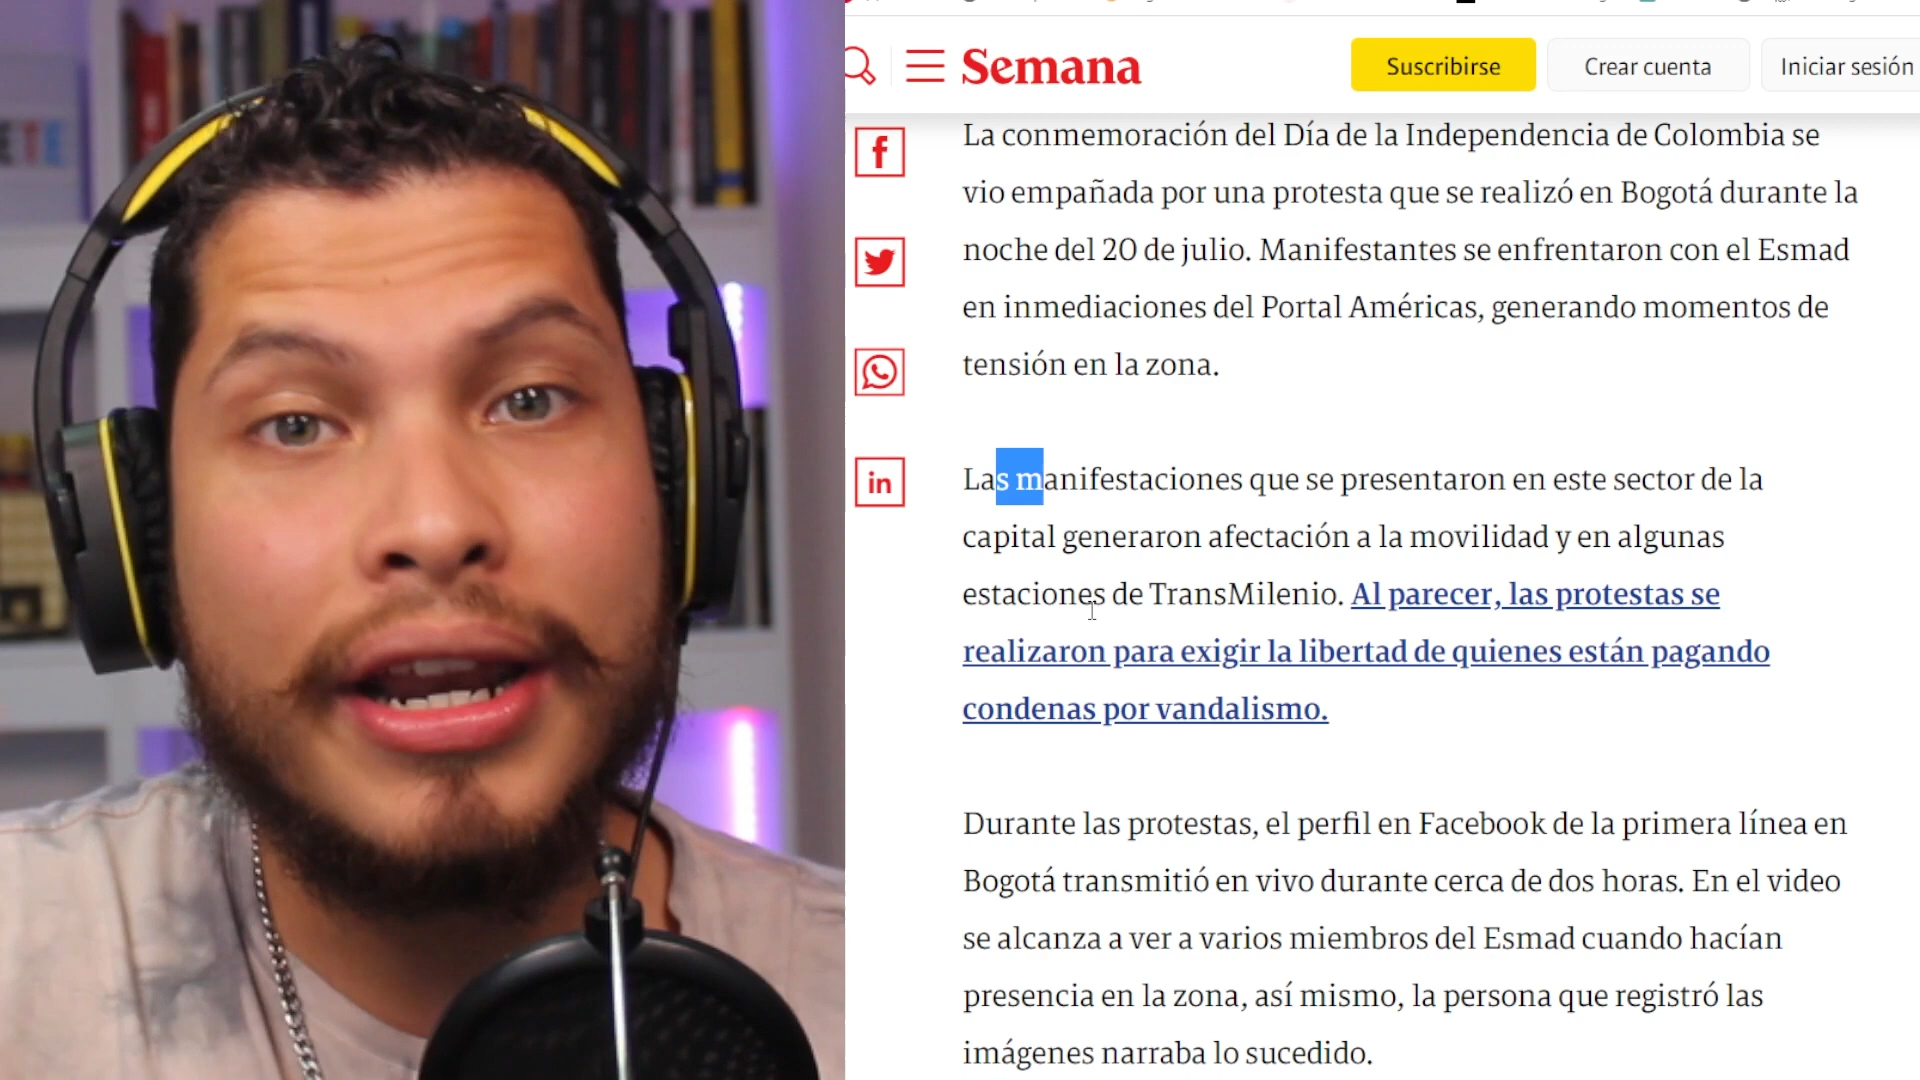 Semana
Suscribirse
Crear cuenta
Iniciar sesión
La conmemoración del Día de la Independencia de Colombia se
vio empañada por una protesta que se realizó en Bogotá durante la
noche del 20 de julio. Manifestantes se enfrentaron con el Esmad
en inmediaciones del Portal Américas, generando momentos de
tensión en la zona.
Las manifestaciones que se presentaron en este sector de la
capital generaron afectación a la movilidad y en algunas
estaciones de TransMilenio. Al parecer, las protestas se
realizaron para exigir la libertad de quienes están pagando
condenas por vandalismo.
Durante las protestas, el perfil en Facebook de la primera línea en
Bogotá transmitió en vivo durante cerca de dos horas. En el video
se alcanza a ver a varios miembros del Esmad cuando hacían
presencia en la zona, así mismo, la persona que registró las
imágenes narraba lo sucedido.